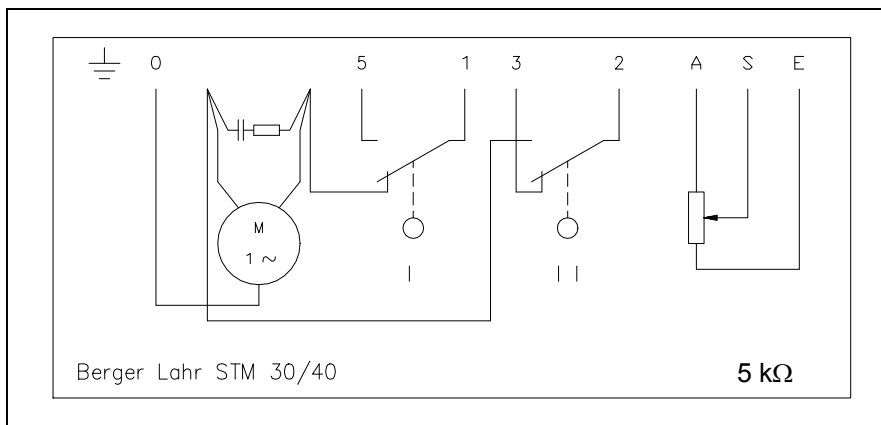 0 5 1 3 2 A S E
M
1 ~
I II
Berger Lahr STM 30/40 5 kΩ